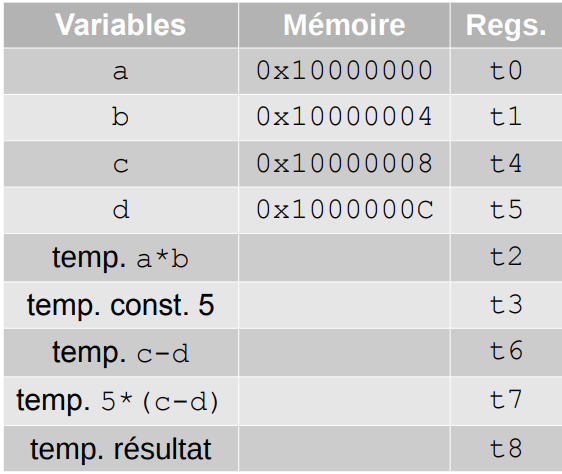 Variables Mémoire Regs.
a 0x10000000 t0
b 0x10000004 t1
c 0x10000008 t4
d 0x1000000C t5
temp. a*b t2
temp. const. 5 t3
temp. c-d t6
temp. 5*(c-d) t7
temp. résultat t8